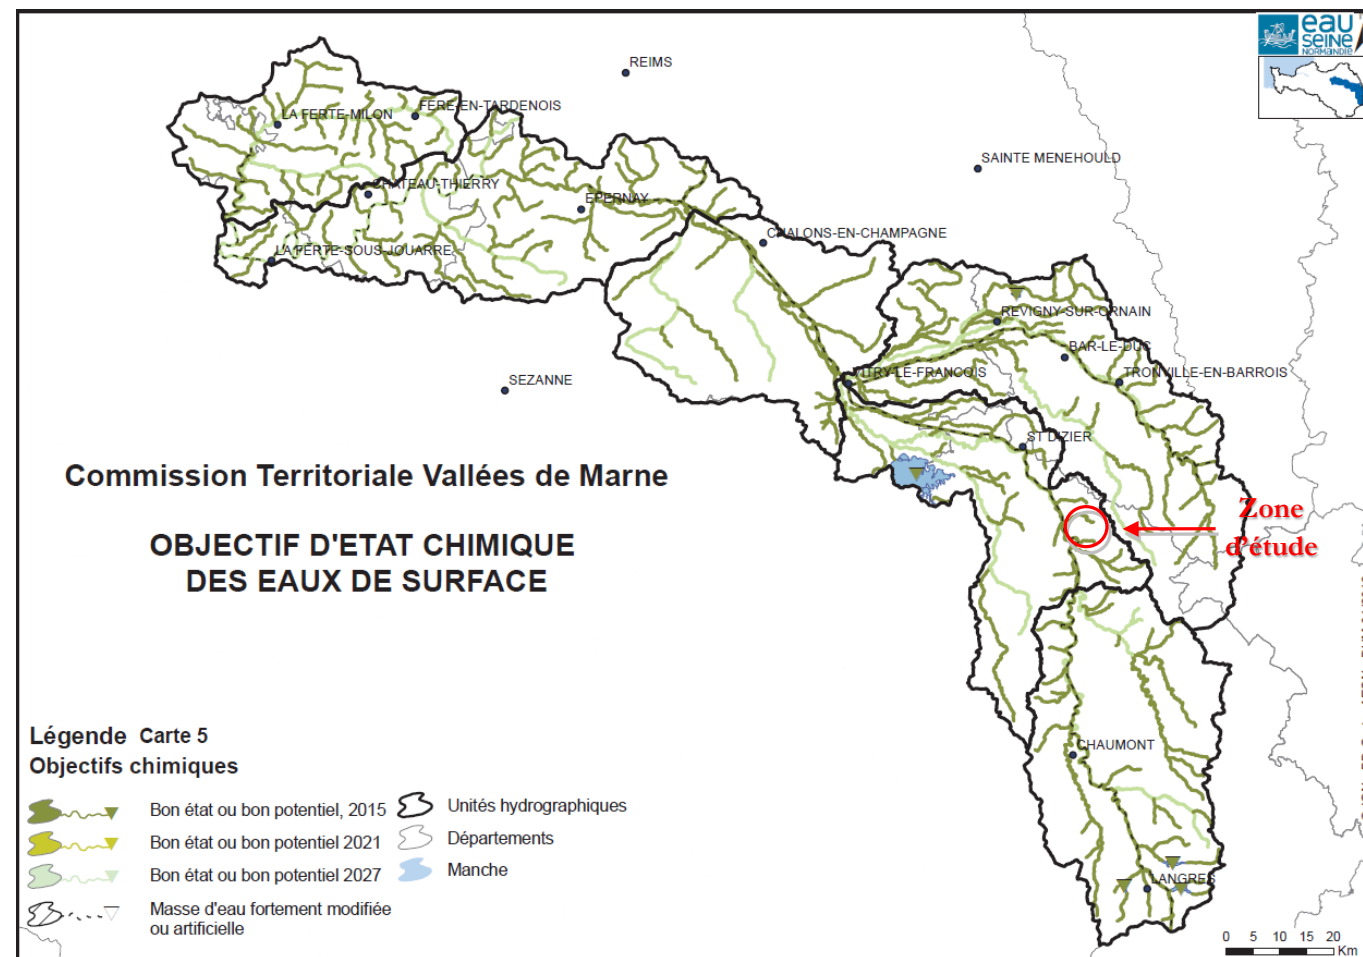 eau
SEINE
NORMANDIE
REIMS
LA FERTE-MILON
FERE-EN-TARDENOIS
SAINTE MENEHOULD
CHATEAU-THIERRY
EPERNAY
CHALONS-EN-CHAMPAGNE
LA FERTE-SOUS-JOUARRE
REVIGNY-SUR-ORNAIN
BAR-LE-DUC
SEZANNE
VITRY-LE-FRANCOIS
TRONVILLE-EN-BARROIS
ST DIZIER
Commission Territoriale Vallées de Marne
OBJECTIF D'ETAT CHIMIQUE
DES EAUX DE SURFACE
Zone
d'étude
CHAUMONT
LANGRES
Légende Carte 5
Objectifs chimiques
Bon état ou bon potentiel, 2015
Bon état ou bon potentiel 2021
Bon état ou bon potentiel 2027
Masse d'eau fortement modifiée
ou artificielle
Unités hydrographiques
Départements
Manche
0 5 10 15 20
Km